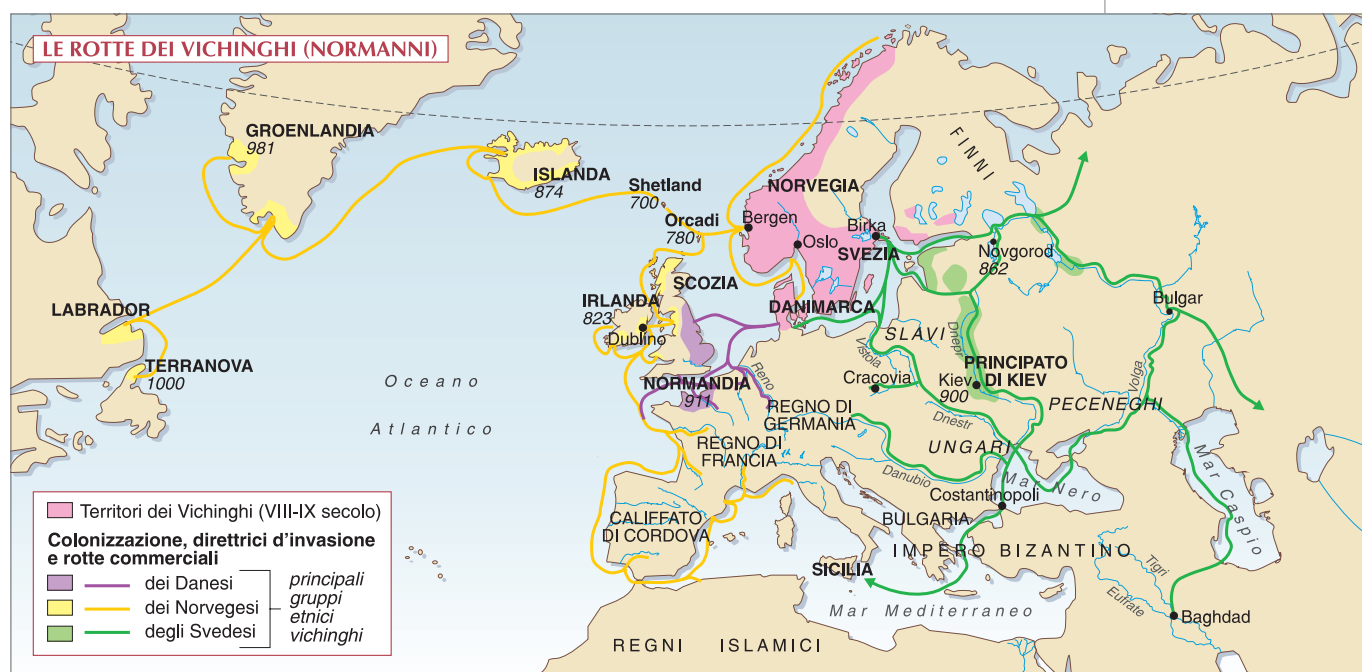 LE ROTTE DEI VICHINGHI (NORMANNI)
GROENLANDIA
981
ISLANDA
874
Shetland
700
Orcadi
780
NORVEGIA
Bergen
Oslo
Birka
SVEZIA
FINNI
Novgorod
862
LABRADOR
TERRANOVA
1000
IRLANDA
823
Dublino
SCOZIA
DANIMARCA
SLAVI
Dnepr
Vistola
Bulgar
Volga
PRINCIPATO
DI KIEV
Kiev
900
Cracovia
PECENEGHI
Oceano
Atlantico
NORMANDIA
911
Reno
REGNO DI
GERMANIA
REGNO DI
FRANCIA
Dnestr
UNGARI
Danubio
Mar Nero
Mar Caspio
Costantinopoli
BULGARIA
IMPERO BIZANTINO
CALIFFATO
DI CORDOVA
SICILIA
Mar Mediterraneo
Tigri
Eufrate
Baghdad
REGNI ISLAMICI
Territori dei Vichinghi (VIII-IX secolo)
Colonizzazione, direttrici d'invasione
e rotte commerciali
dei Danesi
dei Norvegesi
degli Svedesi
principali
gruppi
etnici
vichinghi